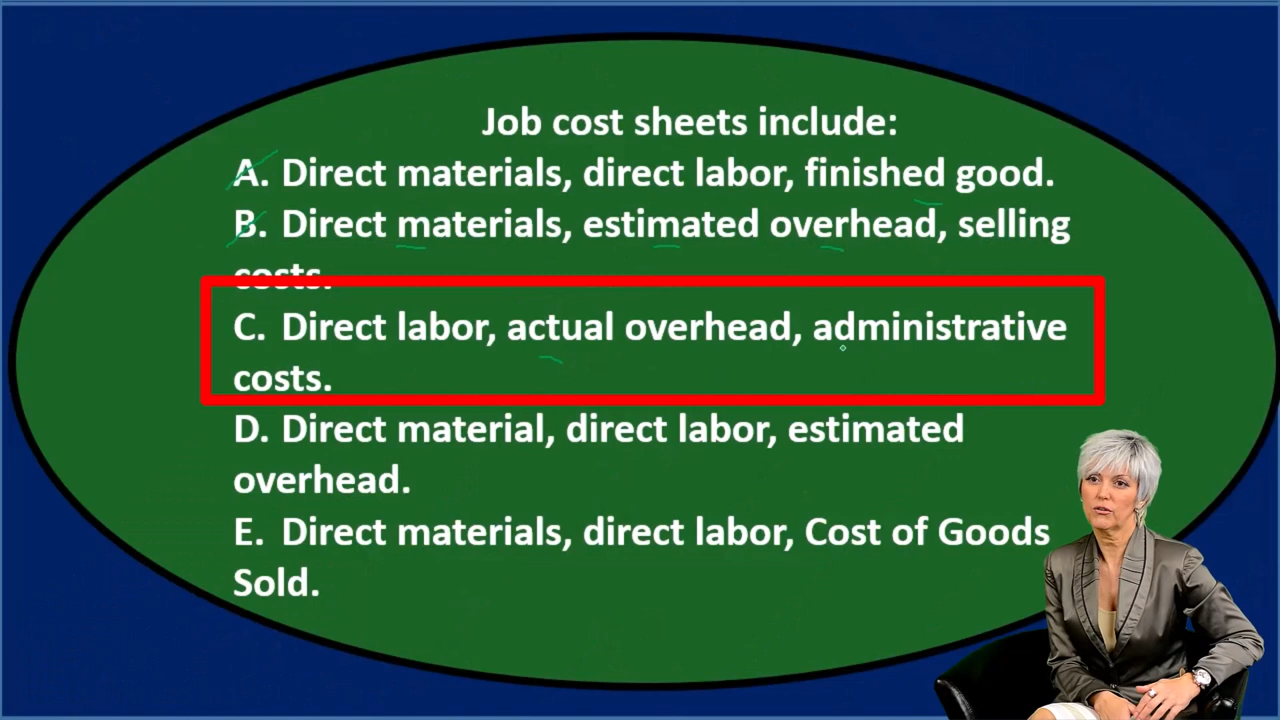 Job cost sheets include:
A. Direct materials, direct labor, finished good.
B. Direct materials, estimated overhead, selling
costs.
C. Direct labor, actual overhead, administrative
costs.
D. Direct material, direct labor, estimated
overhead.
E. Direct materials, direct labor, Cost of Goods
Sold.